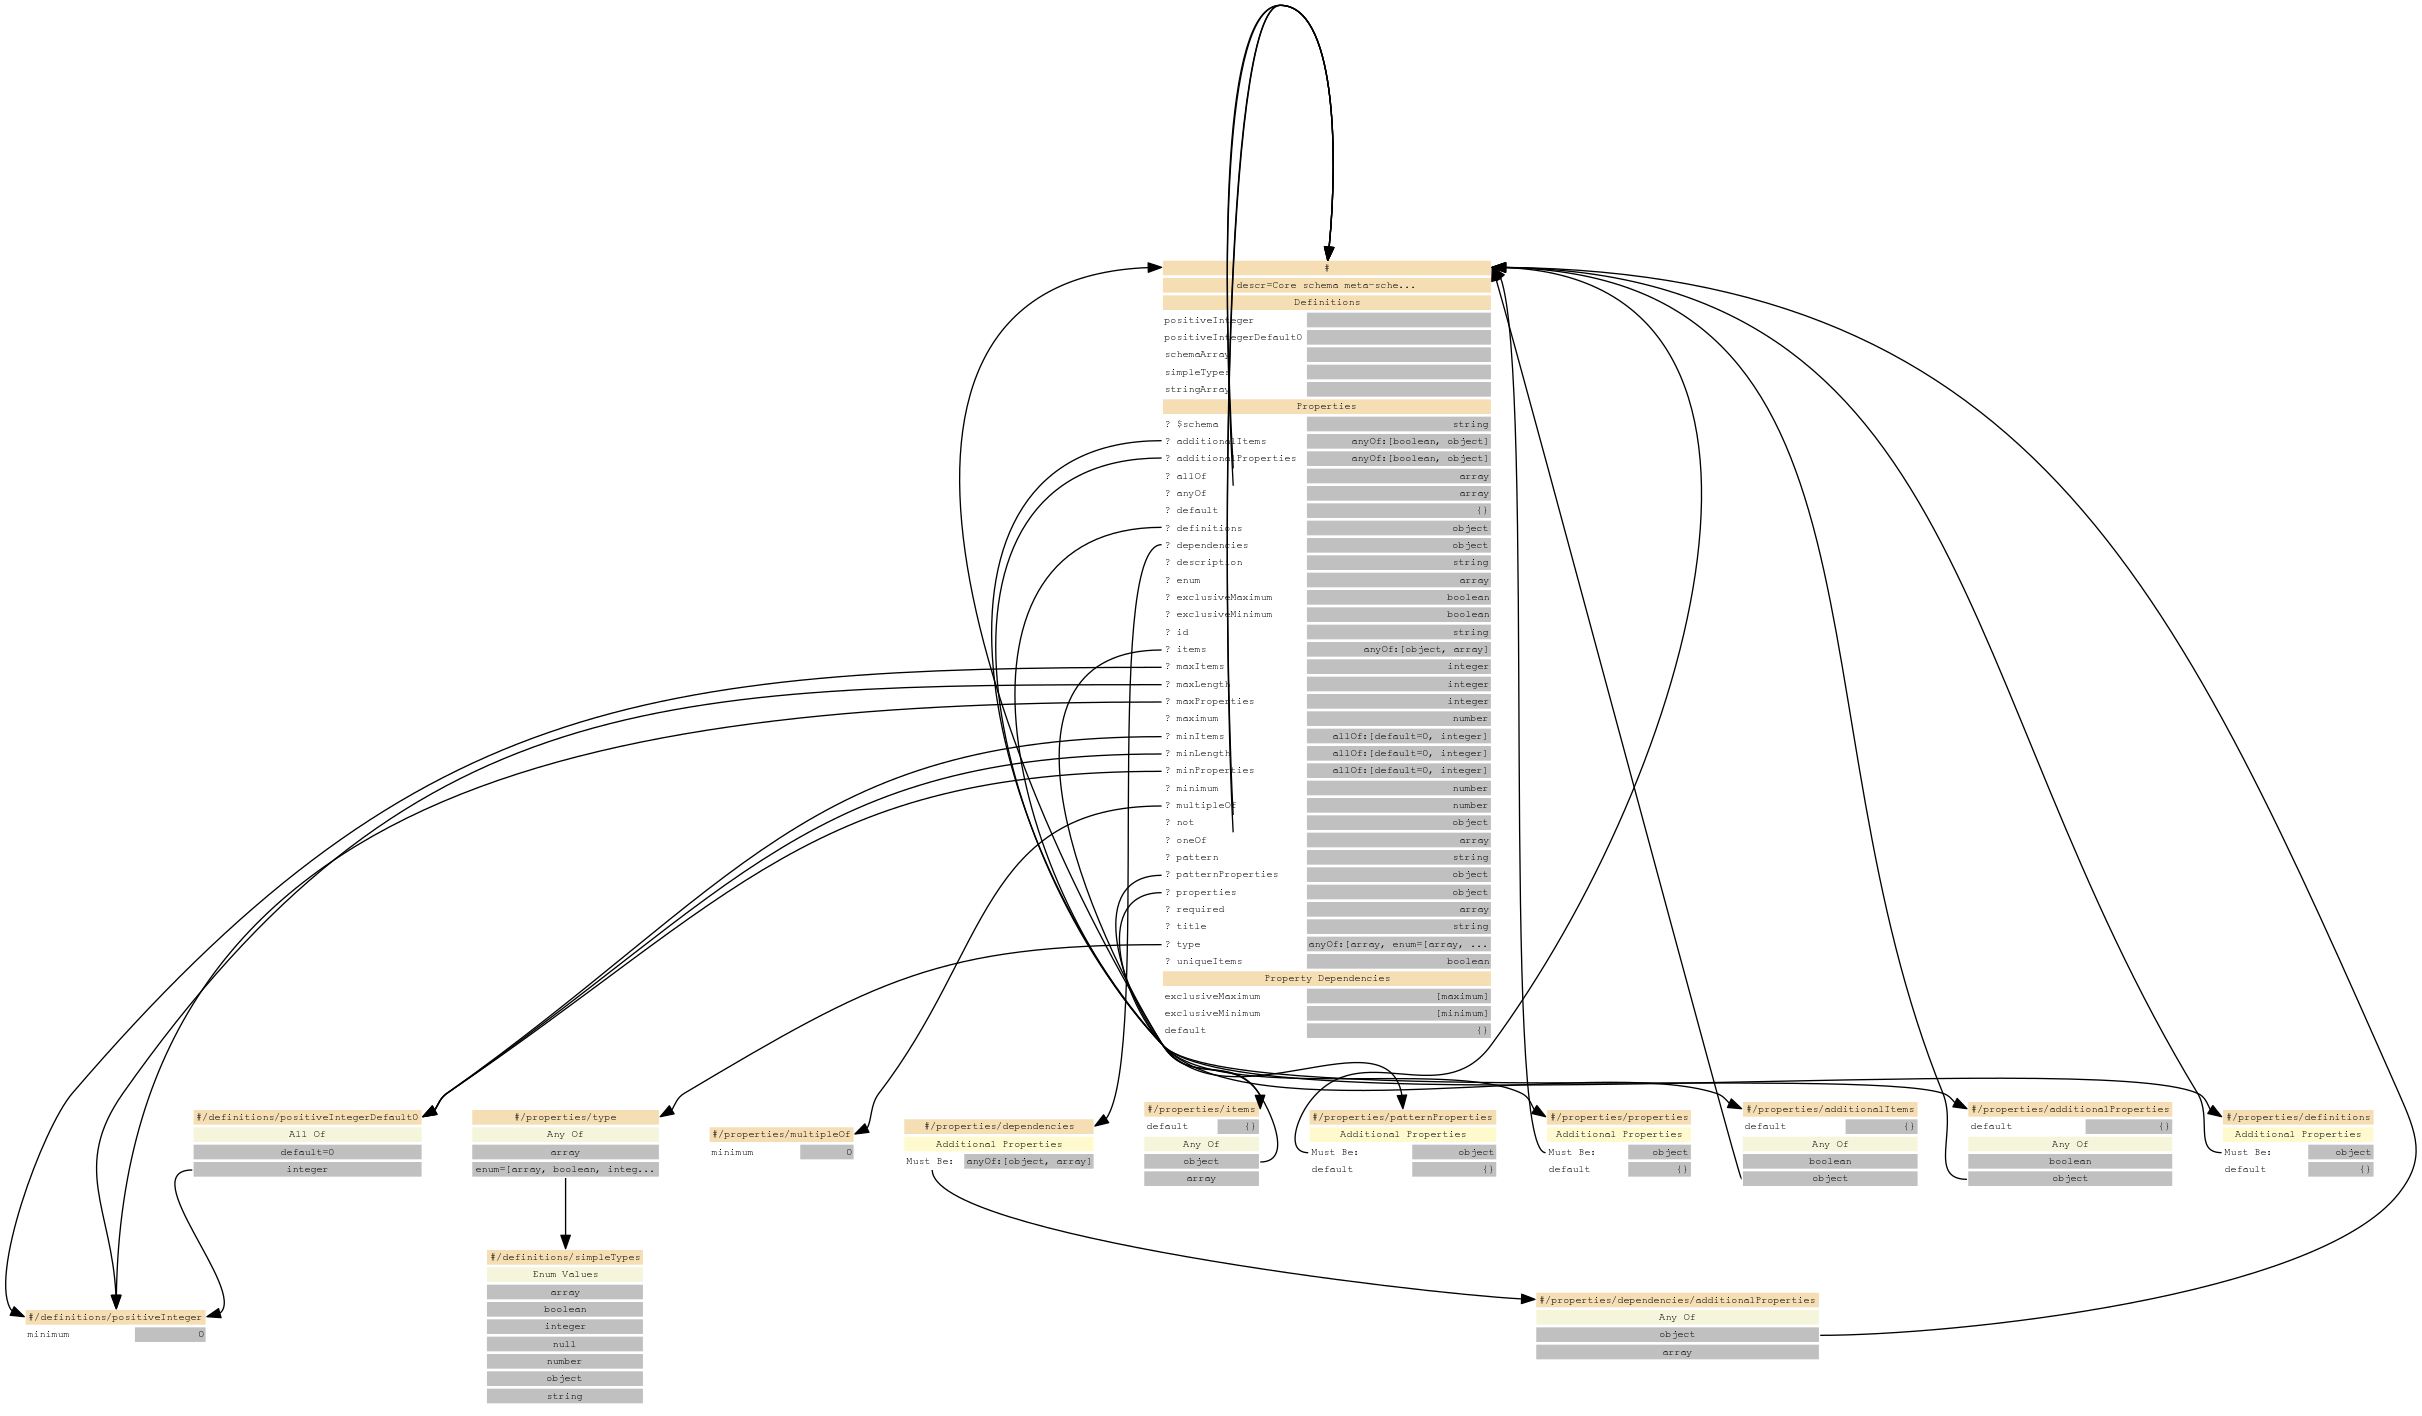 #
descr=Core schema meta-sche...
Definitions
positiveInteger
positiveIntegerDefault0
schemaArray
simpleTypes
stringArray
Properties
? $schema string
? additionalItems anyOf:[boolean, object]
? additionalProperties anyOf:[boolean, object]
? allOf array
? anyOf array
? default {}
? definitions object
? dependencies object
? description string
? enum array
? exclusiveMaximum boolean
? exclusiveMinimum boolean
? id string
? items anyOf:[object, array]
? maxItems integer
? maxLength integer
? maxProperties integer
? maximum number
? minItems allOf:[default=0, integer]
? minLength allOf:[default=0, integer]
? minProperties allOf:[default=0, integer]
? minimum number
? multipleOf number
? not object
? oneOf array
? pattern string
? patternProperties object
? properties object
? required array
? title string
? type anyOf:[array, enum=[array, ...
? uniqueItems boolean
Property Dependencies
exclusiveMaximum [maximum]
exclusiveMinimum [minimum]
default {}
#/definitions/positiveIntegerDefault0
All Of
default=0
integer
#/properties/type
Any Of
array
enum=[array, boolean, integ...
#/properties/multipleOf
minimum 0
#/properties/dependencies
Additional Properties
Must Be: anyOf:[object, array]
#/properties/items
default {}
Any Of
object
array
#/properties/patternProperties
Additional Properties
Must Be: object
default {}
#/properties/properties
Additional Properties
Must Be: object
default {}
#/properties/additionalItems
default {}
Any Of
boolean
object
#/properties/additionalProperties
default {}
Any Of
boolean
object
#/properties/definitions
Additional Properties
Must Be: object
default {}
#/definitions/positiveInteger
minimum 0
#/definitions/simpleTypes
Enum Values
array
boolean
integer
null
number
object
string
#/properties/dependencies/additionalProperties
Any Of
object
array